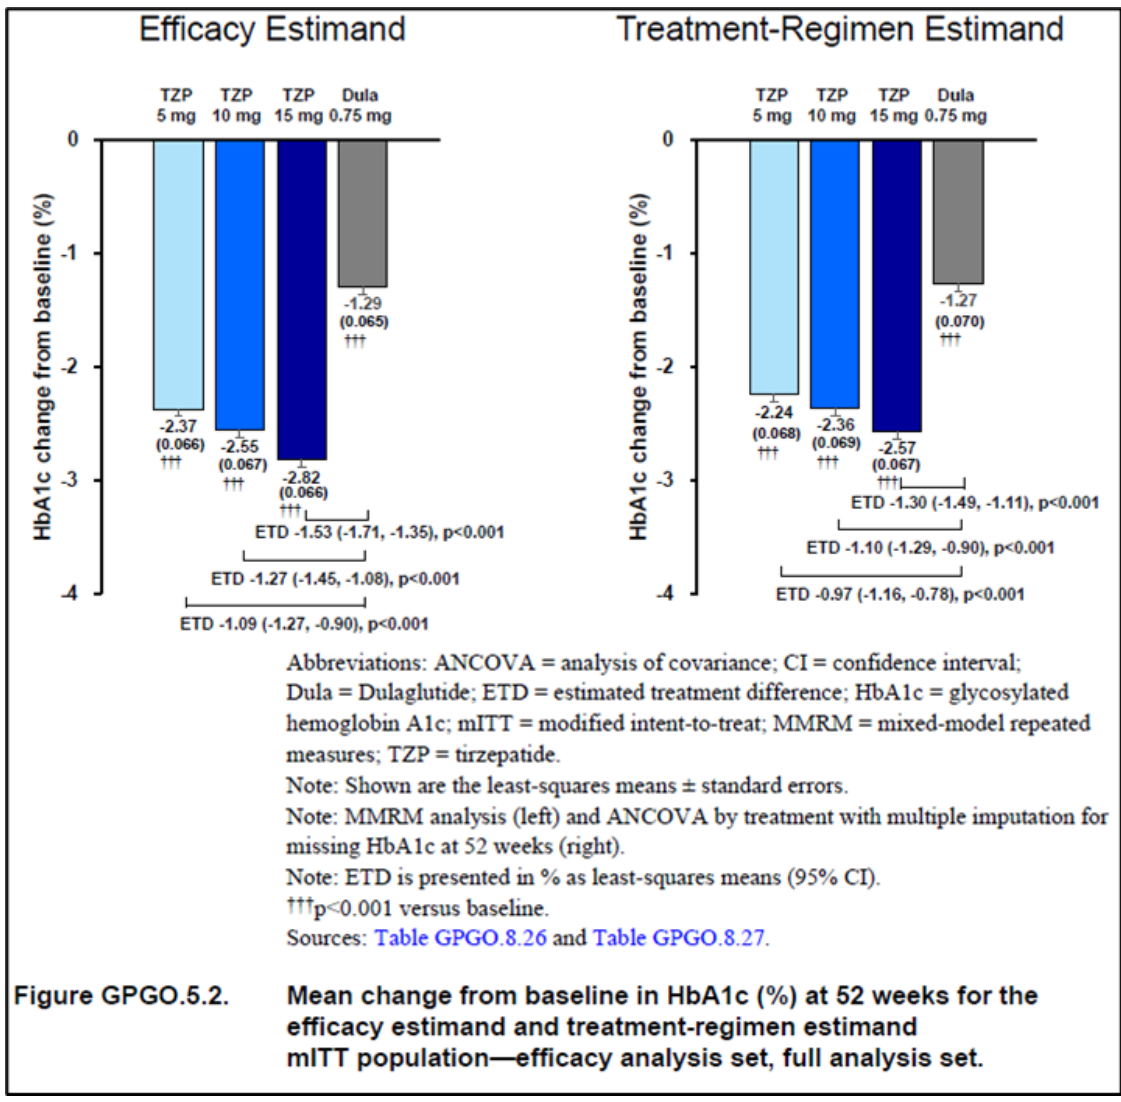 Efficacy Estimand
TZP TZP TZP Dula
5 mg 10 mg 15 mg 0.75 mg
HbA1c change from baseline (%)
0
-1
-2
-3
-4
-2.37
(0.066)
†††
-2.55
(0.067)
†††
-2.82
(0.066)
†††
-1.29
(0.065)
†††
ETD -1.53 (-1.71, -1.35), p<0.001
ETD -1.27 (-1.45, -1.08), p<0.001
ETD -1.09 (-1.27, -0.90), p<0.001
Treatment-Regimen Estimand
TZP TZP TZP Dula
5 mg 10 mg 15 mg 0.75 mg
HbA1c change from baseline (%)
0
-1
-2
-3
-4
-2.24
(0.068)
†††
-2.36
(0.069)
†††
-2.57
(0.067)
†††
-1.27
(0.070)
†††
ETD -1.30 (-1.49, -1.11), p<0.001
ETD -1.10 (-1.29, -0.90), p<0.001
ETD -0.97 (-1.16, -0.78), p<0.001
Abbreviations: ANCOVA = analysis of covariance; CI = confidence interval;
Dula = Dulaglutide; ETD = estimated treatment difference; HbA1c = glycosylated
hemoglobin A1c; mITT = modified intent-to-treat; MMRM = mixed-model repeated
measures; TZP = tirzepatide.
Note: Shown are the least-squares means ± standard errors.
Note: MMRM analysis (left) and ANCOVA by treatment with multiple imputation for
missing HbA1c at 52 weeks (right).
Note: ETD is presented in % as least-squares means (95% CI).
†††p<0.001 versus baseline.
Sources: Table GPGO.8.26 and Table GPGO.8.27.
Figure GPGO.5.2. Mean change from baseline in HbA1c (%) at 52 weeks for the
efficacy estimand and treatment-regimen estimand
mITT population—efficacy analysis set, full analysis set.